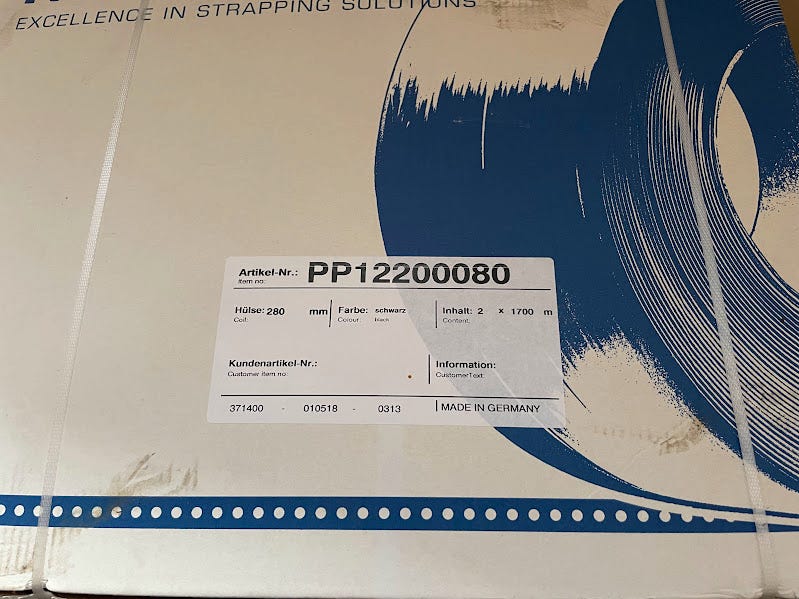 EXCELLENCE IN STRAPPING SOLUTIONS
Artikel-Nr.: PP12200080
Item no:
Hülse: 280 mm Farbe: schwarz Inhalt: 2 x 1700 m
Coil: Colour: black Content:
Kundenartikel-Nr.: Information:
Customer item no: CustomerText:
371400 - 010518 - 0313 MADE IN GERMANY